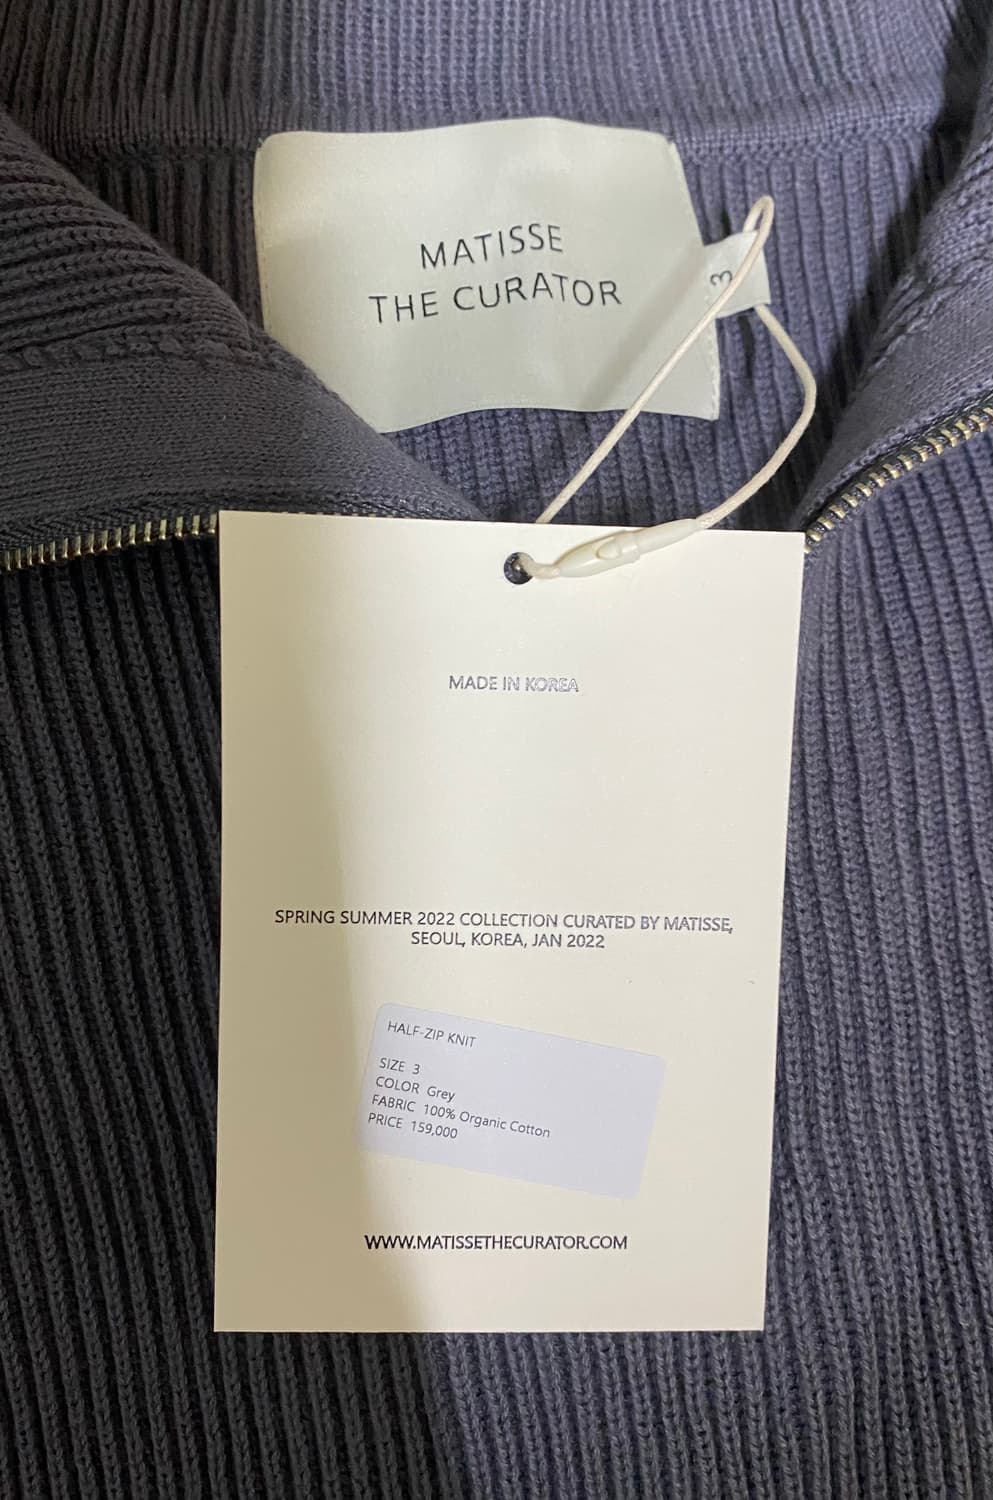 MATISSE
THE CURATOR
3
MADE IN KOREA
SPRING SUMMER 2022 COLLECTION CURATED BY MATISSE,
SEOUL, KOREA, JAN 2022
HALF-ZIP KNIT
SIZE 3
COLOR Grey
FABRIC 100% Organic Cotton
PRICE 159,000
WWW.MATISSETHECURATOR.COM